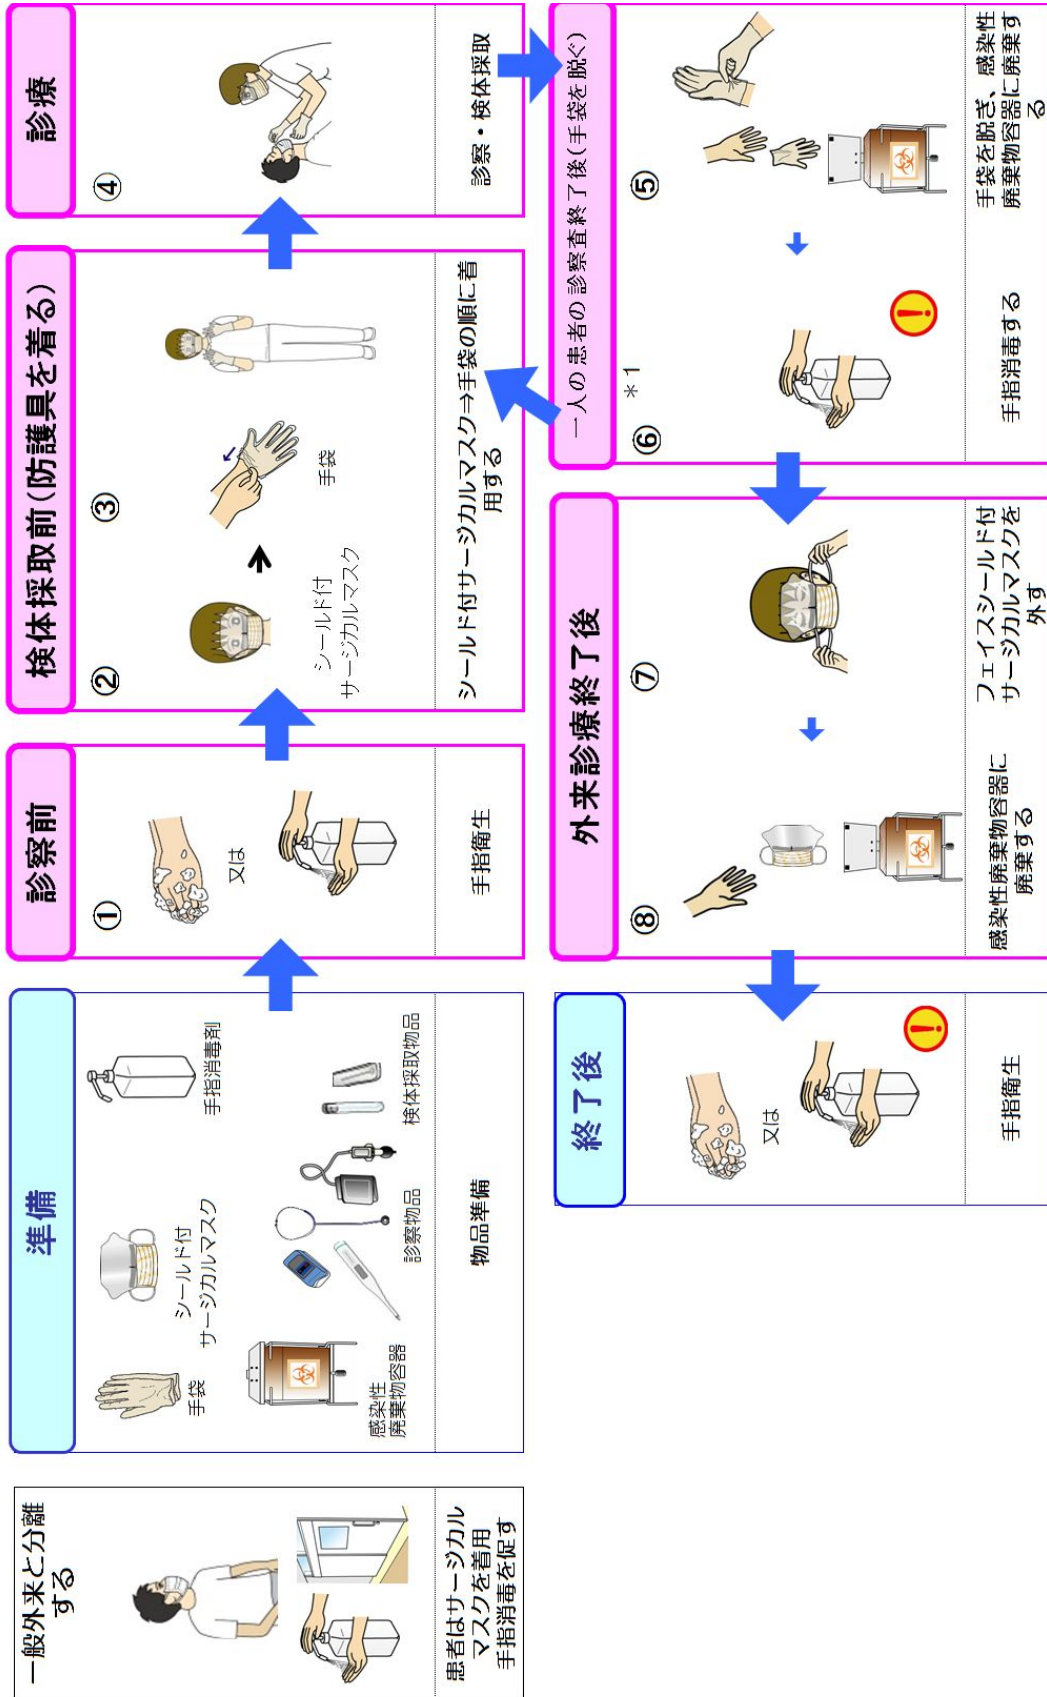 一般外来と分離
する
患者はサージカル
マスクを着用
手指消毒を促す
準備
手袋
シールド付
サージカルマスク
手指消毒剤
感染性
廃棄物容器
診察物品
検体採取物品
物品準備
診察前
①
又は
手指衛生
検体採取前(防護具を着る)
②
シールド付
サージカルマスク
③
手袋
シールド付サージカルマスク⇒手袋の順に着
用する
診療
④
診察・検体採取
一人の患者の診察査終了後(手袋を脱ぐ)
⑤
手袋を脱ぎ、感染性
廃棄物容器に廃棄す
る
⑥
*1
手指消毒する
外来診療終了後
⑦
フェイスシールド付
サージカルマスクを
外す
⑧
感染性廃棄物容器に
廃棄する
終了後
又は
手指衛生